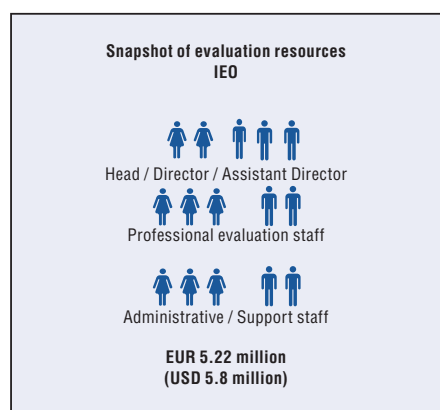 Snapshot of evaluation resources
IEO
Head / Director / Assistant Director
Professional evaluation staff
Administrative / Support staff
EUR 5.22 million
(USD 5.8 million)